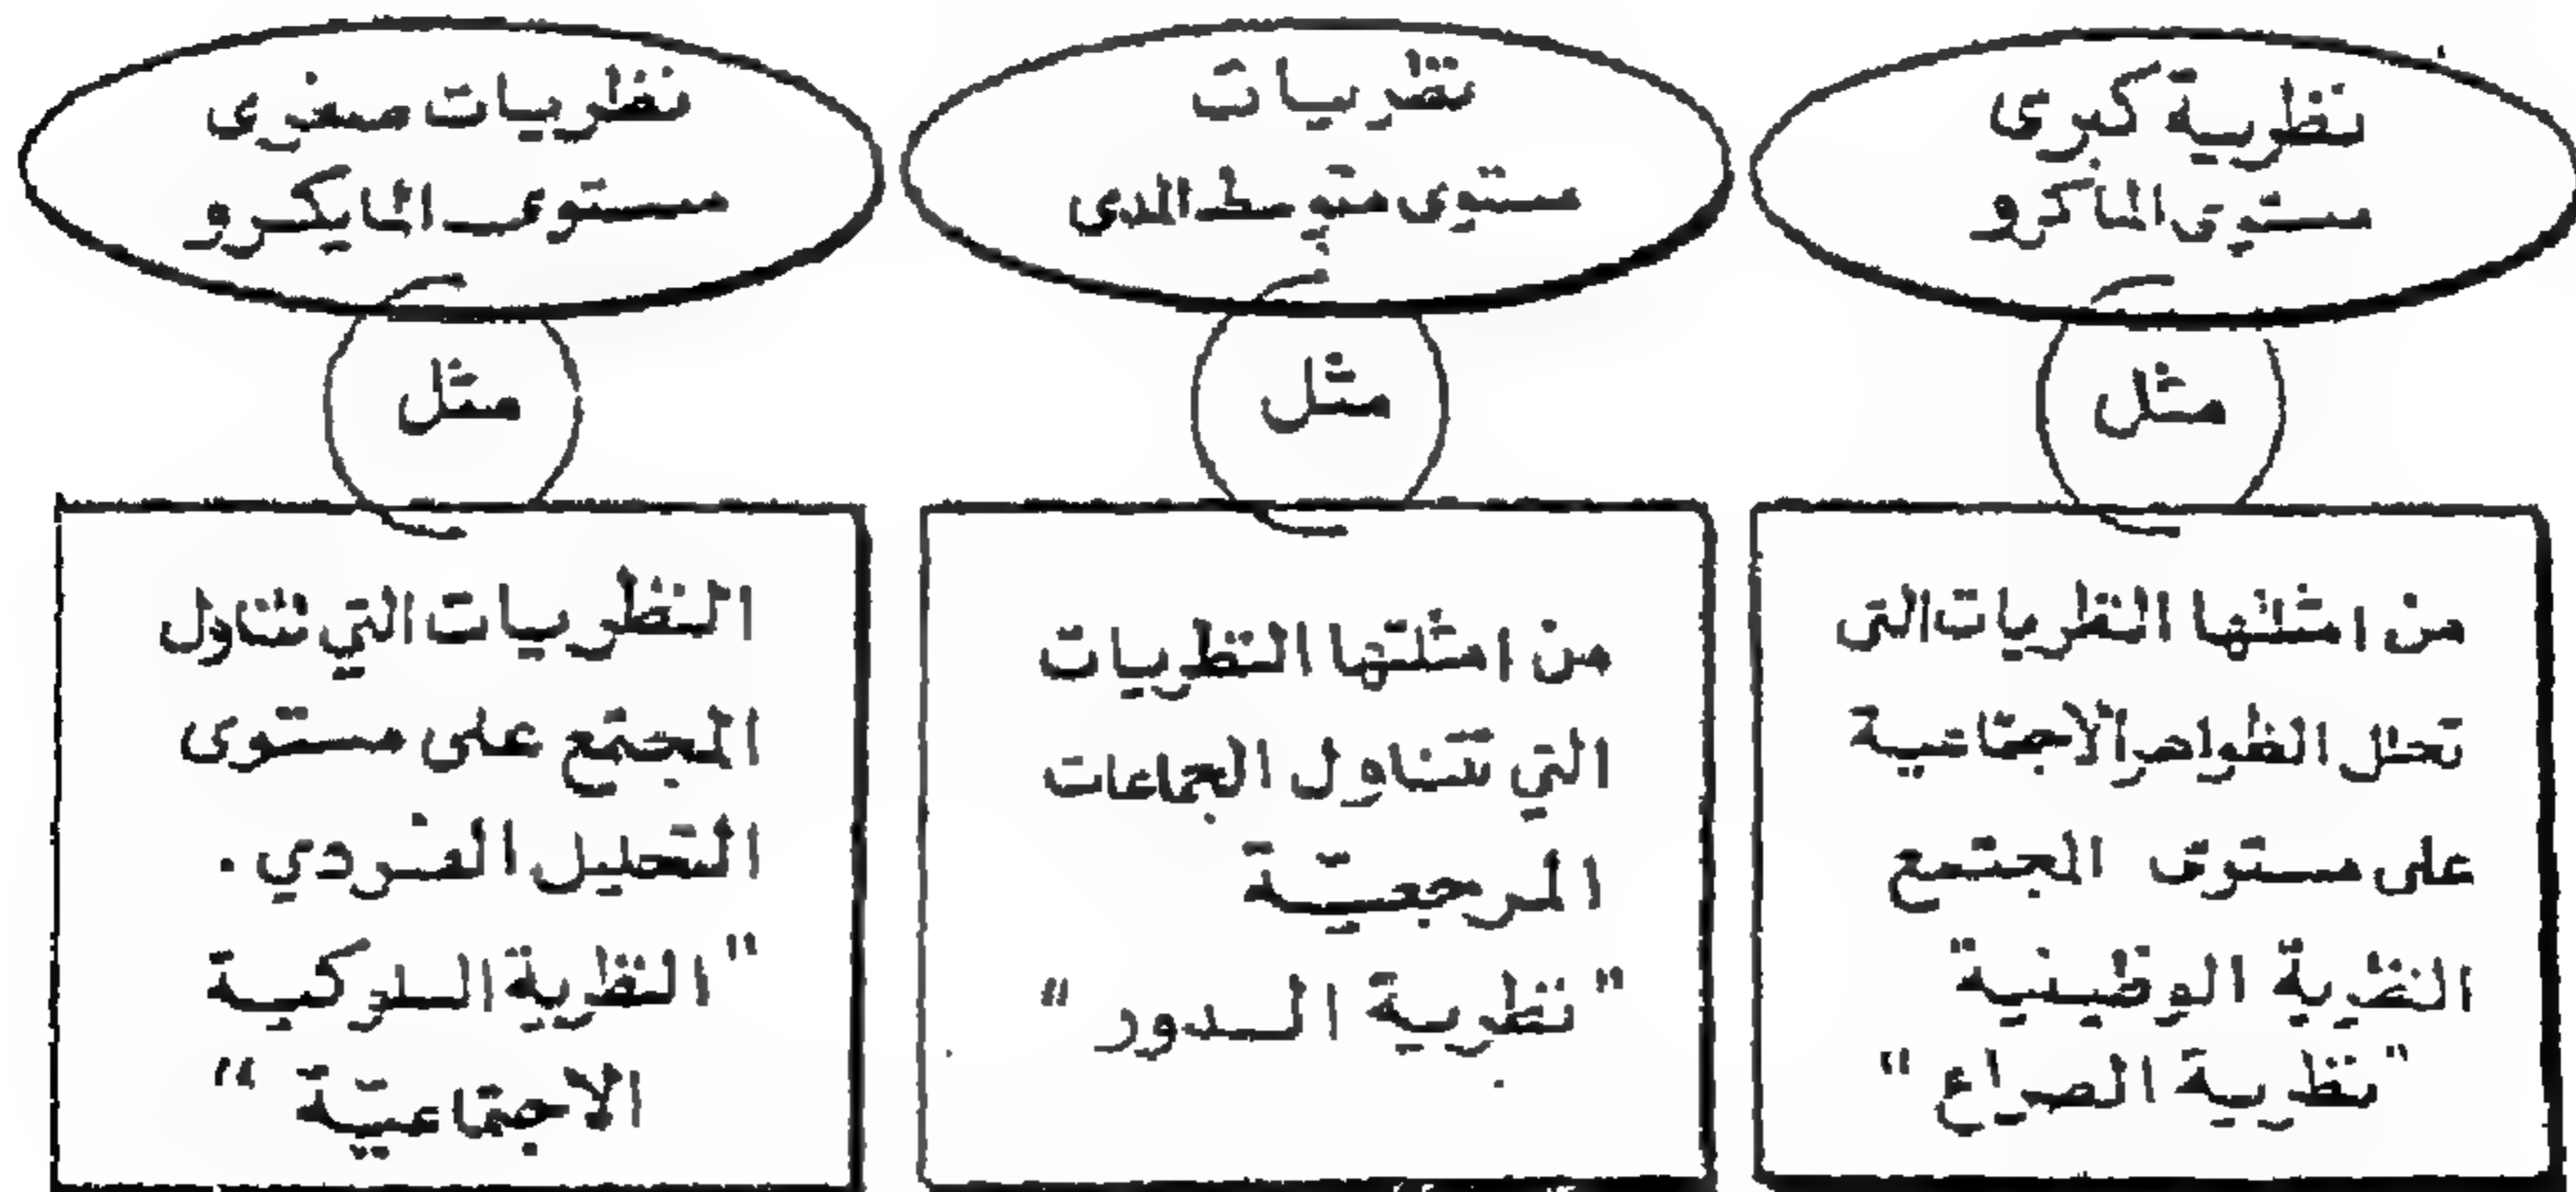 نظرية كبرى
مستوى الماكرو
مثل
من امثلتها النظريات التى
تحلل الظواهر الاجتماعية
على مستوى المجتمع
النظرية الوظيفية
"نظرية الصراع"
نظريات
مستوى متوسط المدى
مثل
من امثلتها النظريات
التي تتناول الجماعات
المرجعية
"نظرية الدور"
نظريات صغرى
مستوى المايكرو
مثل
النظريات التي تتناول
المجتمع على مستوى
التحليل الفردي .
"النظرية السلوكية
الاجتماعية"